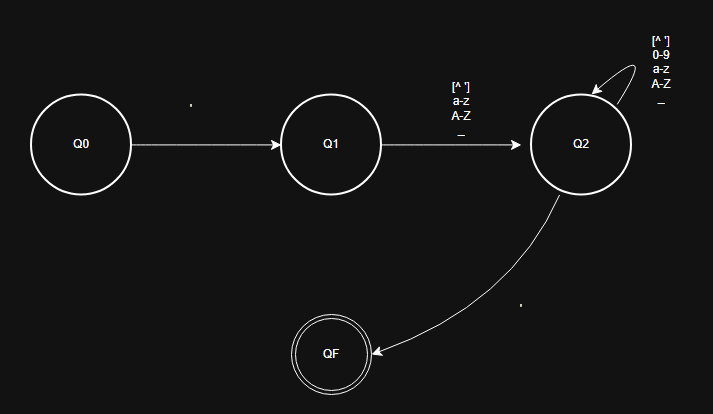 [^ ']
0-9
a-z
A-Z
_
'
[^ ']
a-z
A-Z
_
Q0
Q1
Q2
'
QF